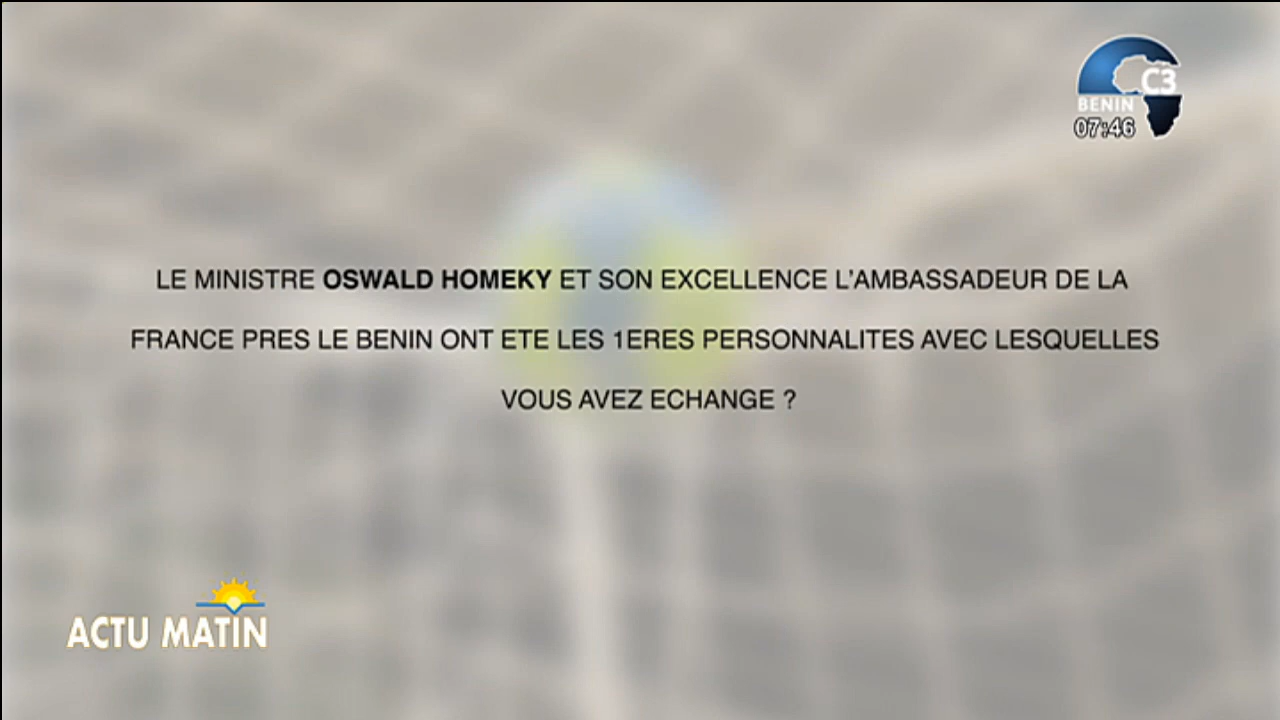 C3
BENIN
07:46
LE MINISTRE OSWALD HOMEKY ET SON EXCELLENCE L'AMBASSADEUR DE LA
FRANCE PRES LE BENIN ONT ETE LES 1ERES PERSONNALITES AVEC LESQUELLES
VOUS AVEZ ECHANGE ?
ACTU MATIN